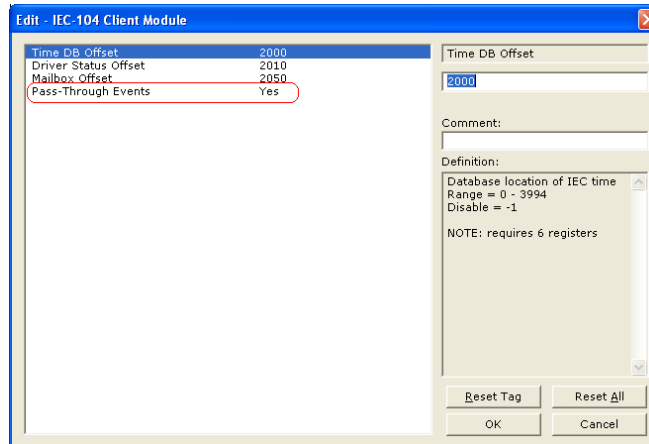 Edit - IEC-104 Client Module
Time DB Offset 2000
Driver Status Offset 2010
Mailbox Offset 2050
Pass-Through Events Yes
Time DB Offset
2000
Comment:
Definition:
Database location of IEC time
Range = 0 - 3994
Disable = -1
NOTE: requires 6 registers
Reset Tag Reset All
OK Cancel